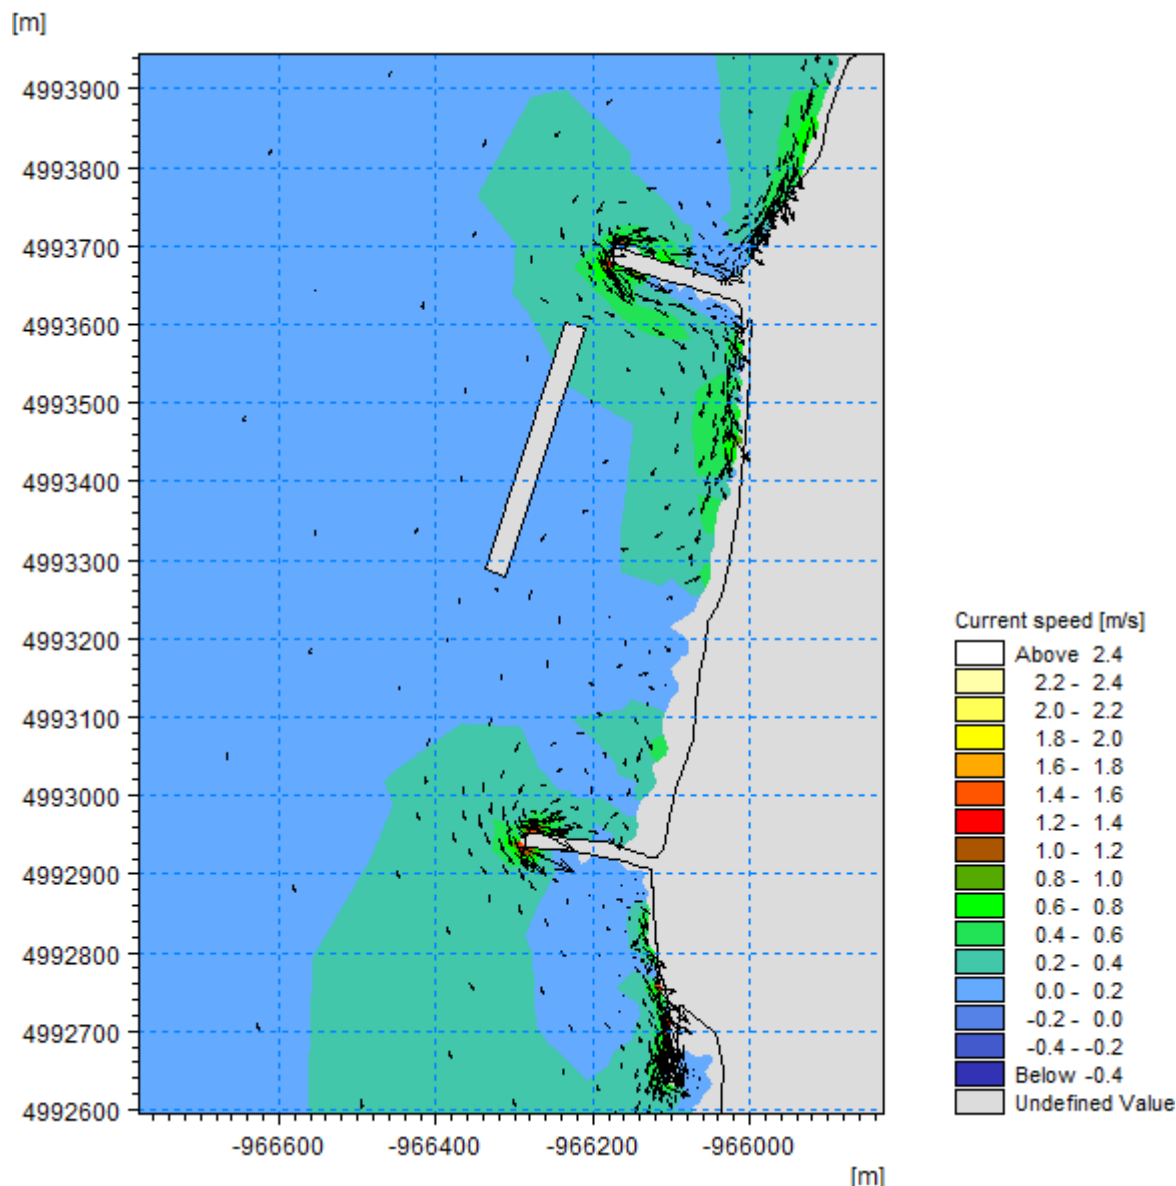 [m]
4993900
4993800
4993700
4993600
4993500
4993400
4993300
4993200
4993100
4993000
4992900
4992800
4992700
4992600
-966600 -966400 -966200 -966000
[m]
Current speed [m/s]
Above 2.4
2.2 - 2.4
2.0 - 2.2
1.8 - 2.0
1.6 - 1.8
1.4 - 1.6
1.2 - 1.4
1.0 - 1.2
0.8 - 1.0
0.6 - 0.8
0.4 - 0.6
0.2 - 0.4
0.0 - 0.2
-0.2 - 0.0
-0.4 - -0.2
Below -0.4
Undefined Value